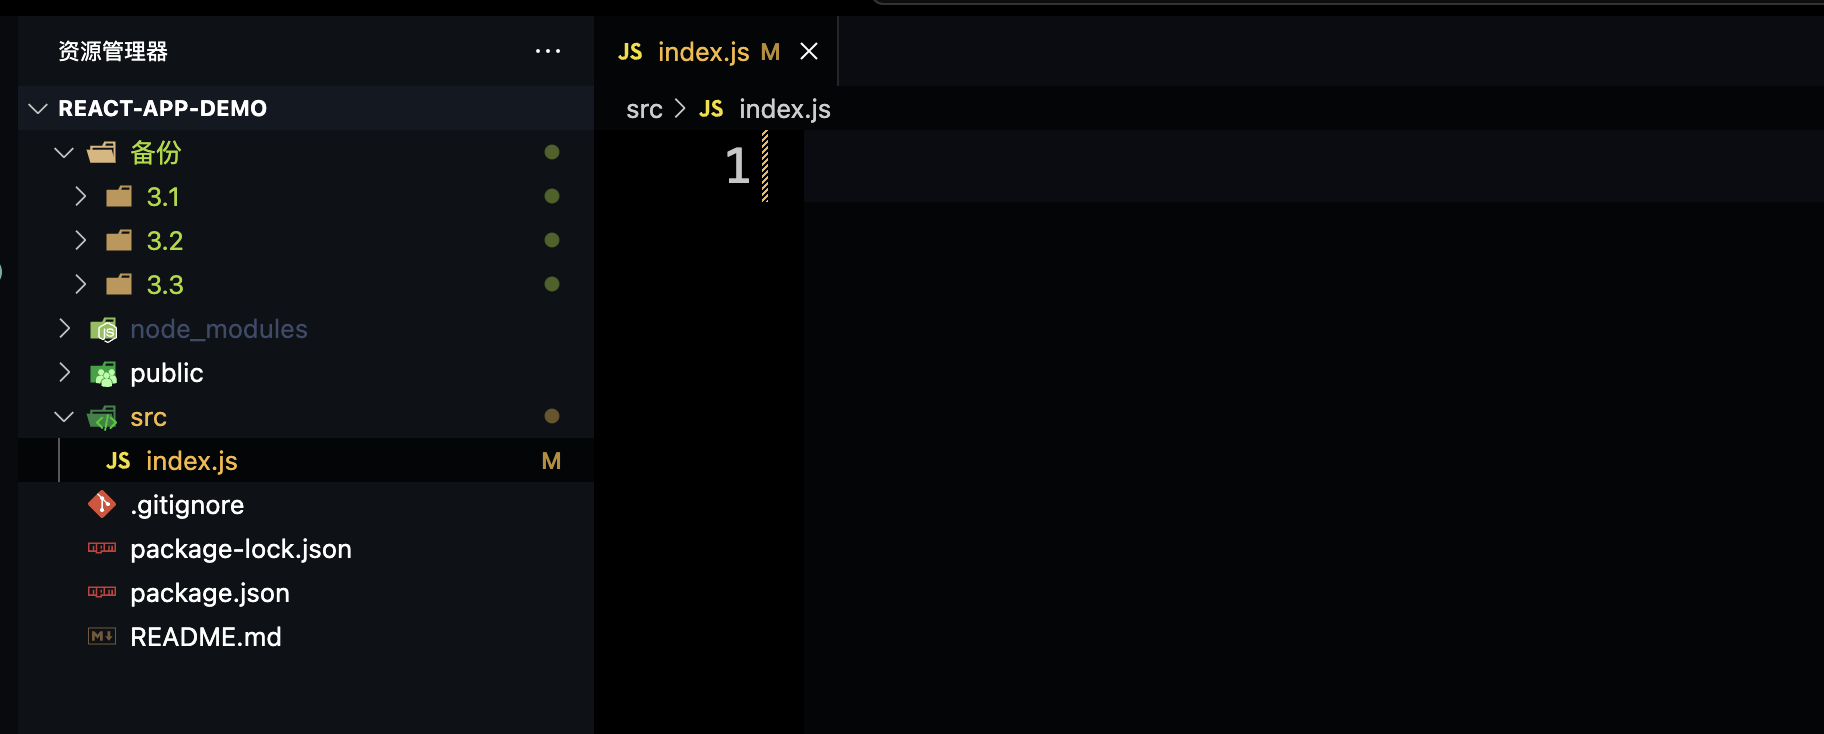 资源管理器 ···
REACT-APP-DEMO
备份
3.1
3.2
3.3
JS node_modules
public
src
JS index.js M
.gitignore
package-lock.json
package.json
M README.md
JS index.js M
src > JS index.js
1